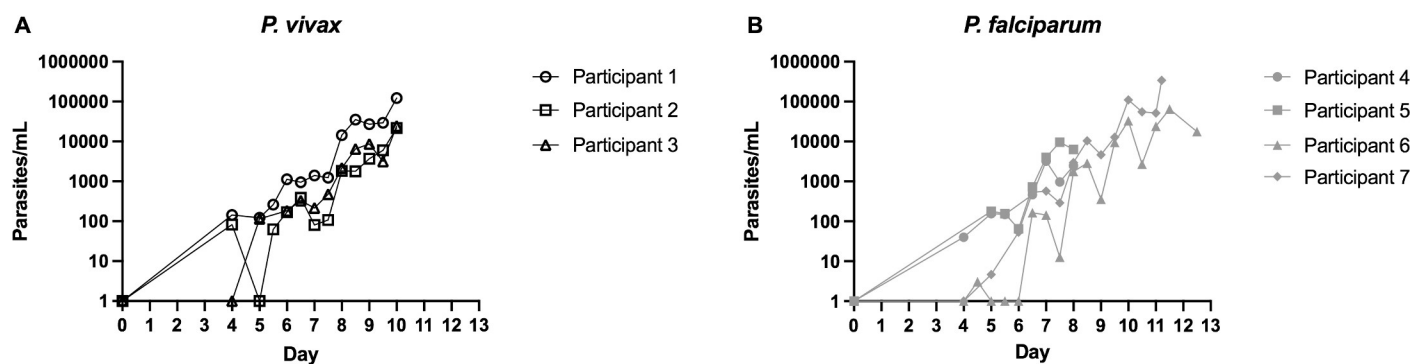 A
P. vivax
Parasites/mL
1000000
100000
10000
1000
100
10
1
0 1 2 3 4 5 6 7 8 9 10 11 12 13
Day
Participant 1
Participant 2
Participant 3
B
P. falciparum
Parasites/mL
1000000
100000
10000
1000
100
10
1
0 1 2 3 4 5 6 7 8 9 10 11 12 13
Day
Participant 4
Participant 5
Participant 6
Participant 7